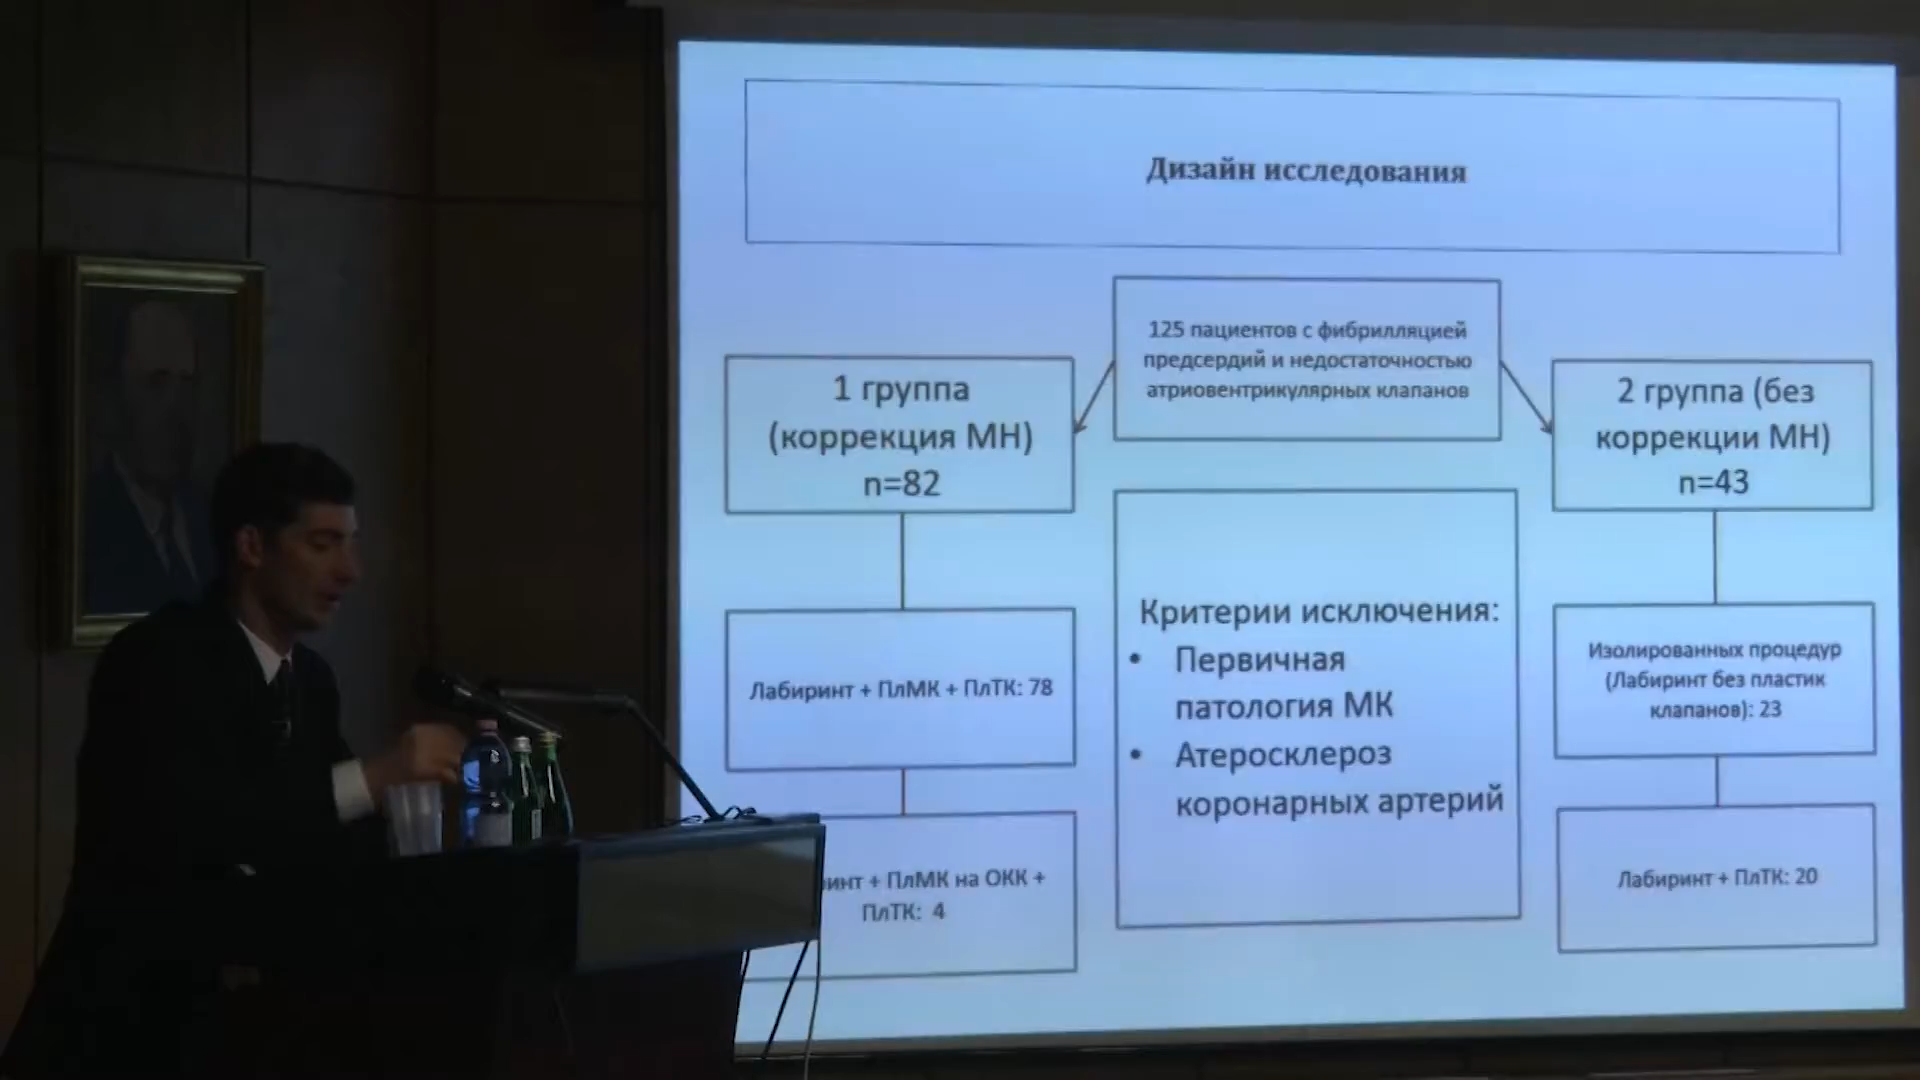 Дизайн исследования
125 пациентов с фибрилляцией
предсердий и недостаточностью
атриовентрикулярных клапанов
1 группа
(коррекция МН)
n=82
2 группа (без
коррекции МН)
n=43
Лабиринт + ПлМК + ПлТК: 78
+ ПлМК на ОКК +
ПлТК: 4
Критерии исключения:
• Первичная
патология МК
• Атеросклероз
коронарных артерий
Изолированных процедур
(Лабиринт без пластик
клапанов): 23
Лабиринт + ПлТК: 20